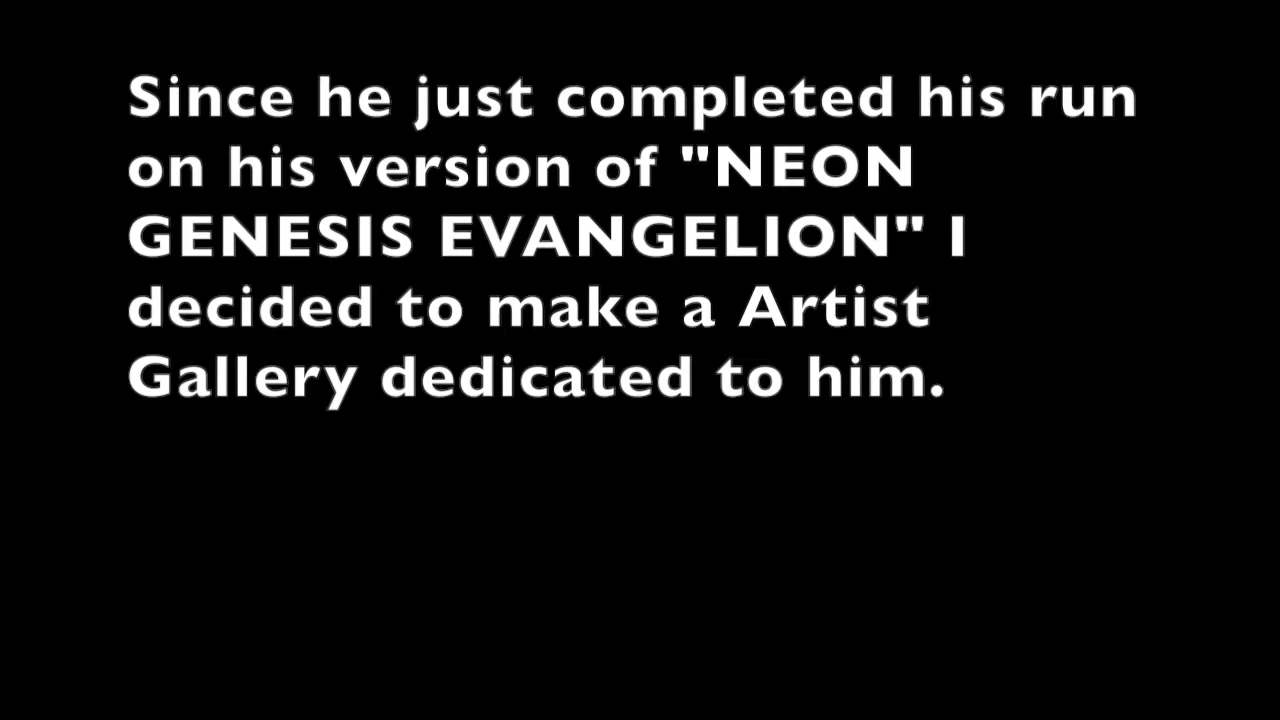 Since he just completed his run
on his version of "NEON
GENESIS EVANGELION" I
decided to make a Artist
Gallery dedicated to him.